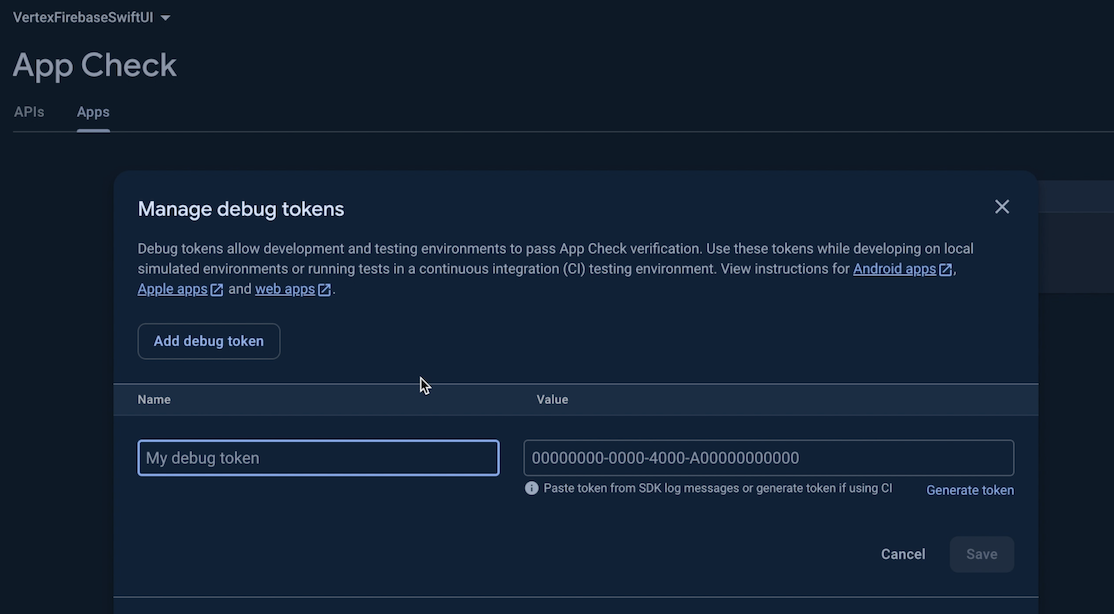 VertexFirebaseSwiftUI
App Check
APIs Apps
Manage debug tokens
Debug tokens allow development and testing environments to pass App Check verification. Use these tokens while developing on local
simulated environments or running tests in a continuous integration (CI) testing environment. View instructions for Android apps,
Apple apps and web apps.
Add debug token
Name Value
My debug token 00000000-0000-4000-A00000000000
Paste token from SDK log messages or generate token if using CI Generate token
Cancel Save